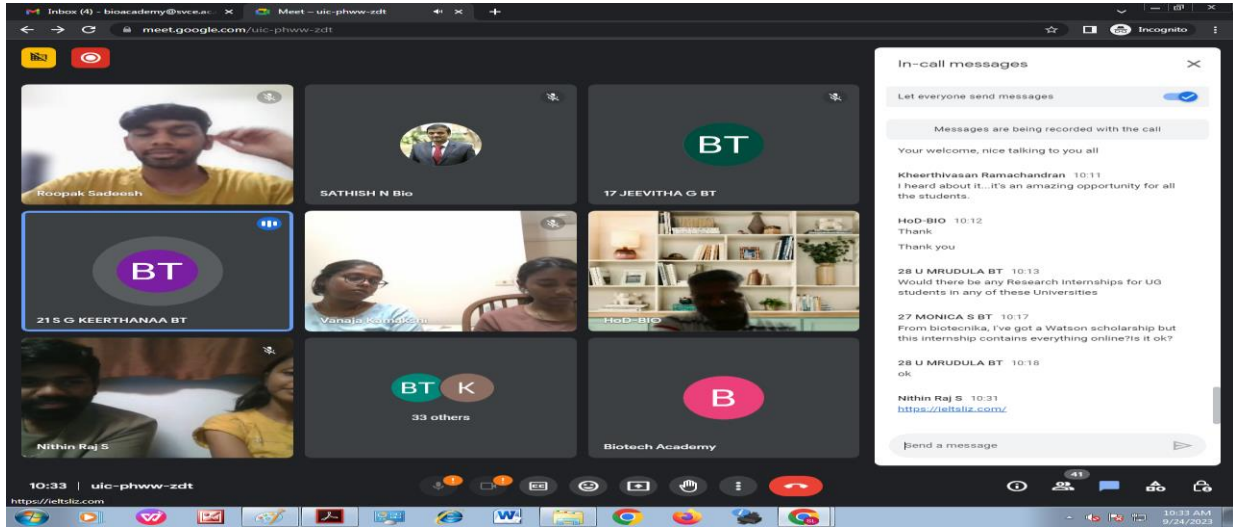 Inbox (4) - bioacademy@svce.ac.
Meet – uic-phww-zdt
meet.google.com/uic-phww-zdt
Incognito
Roopak Sadeesh
SATHISH N Bio
BT
17 JEEVITHA G BT
BT
21 S G KEERTHANAA BT
Vanaja Kamakshi
HoD-BIO
Nithin Raj S
BT K
33 others
B
Biotech Academy
In-call messages
Let everyone send messages
Messages are being recorded with the call
Your welcome, nice talking to you all
Kheerthivasan Ramachandran 10:11
I heard about it...it's an amazing opportunity for all
the students.
HoD-BIO 10:12
Thank
Thank you
28 U MRUDULA BT 10:13
Would there be any Research Internships for UG
students in any of these Universities
27 MONICA S BT 10:17
From biotecnika, I've got a Watson scholarship but
this internship contains everything online?Is it ok?
28 U MRUDULA BT 10:18
ok
Nithin Raj S 10:31
https://ieltsliz.com/
Send a message
10:33 | uic-phww-zdt
41
https://ieltsliz.com
10:33 AM
9/24/2023